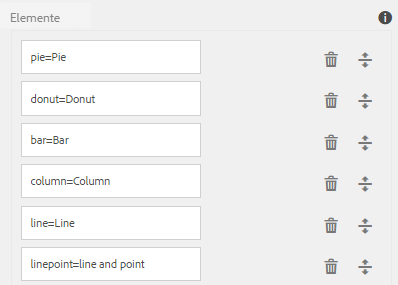 Elemente
pie=Pie
donut=Donut
bar=Bar
column=Column
line=Line
linepoint=line and point